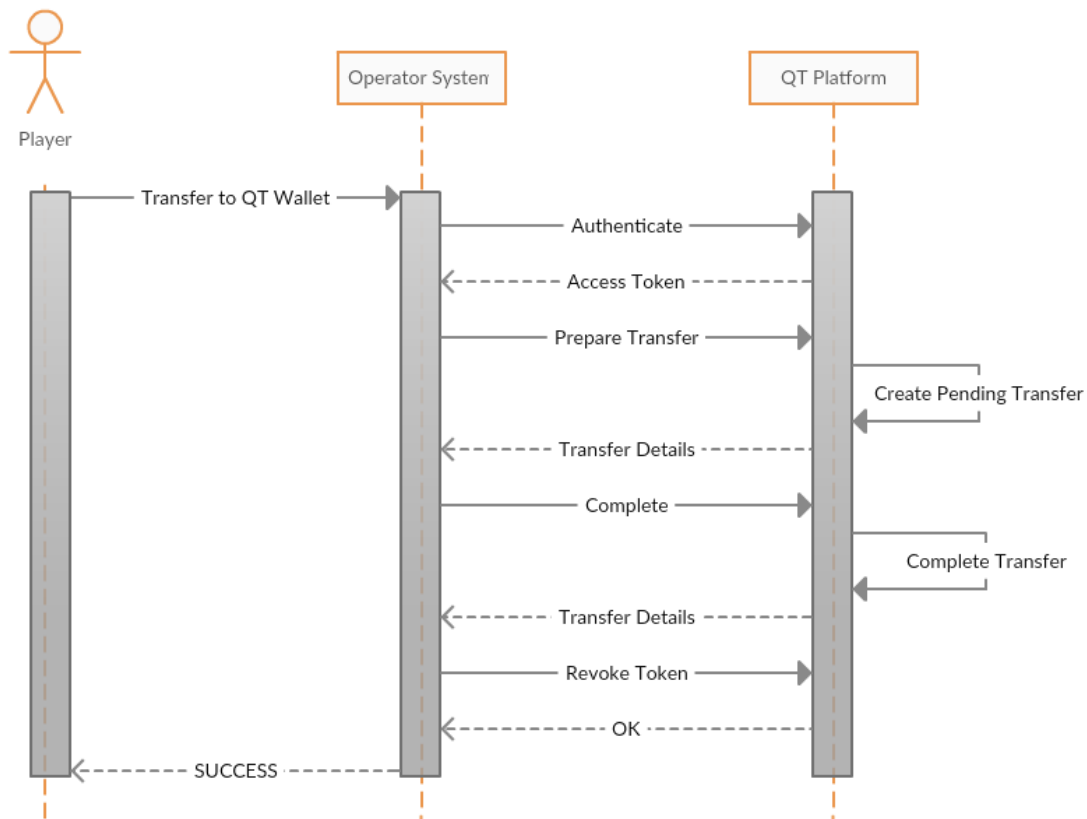 Player
Operator System
QT Platform
Transfer to QT Wallet
Authenticate
Access Token
Prepare Transfer
Create Pending Transfer
Transfer Details
Complete
Complete Transfer
Transfer Details
Revoke Token
OK
SUCCESS